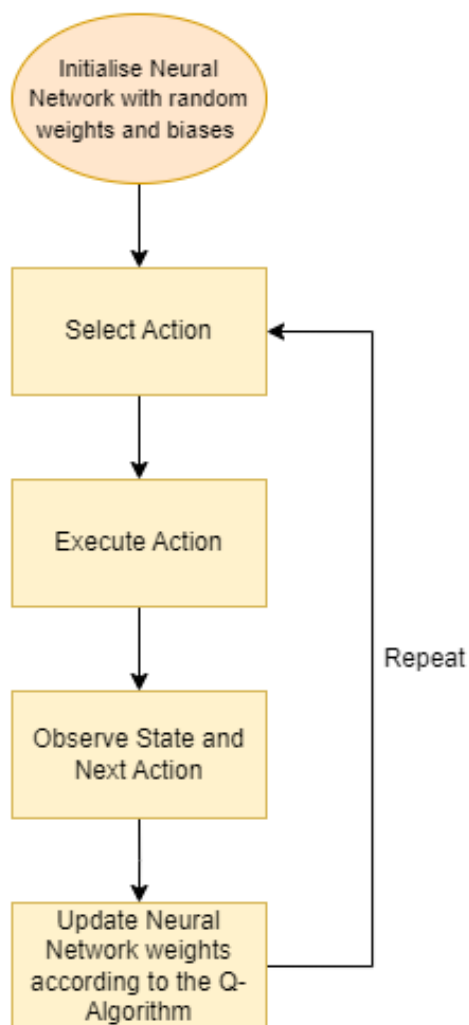 Initialise Neural
Network with random
weights and biases
Select Action
Execute Action
Repeat
Observe State and
Next Action
Update Neural
Network weights
according to the Q-
Algorithm